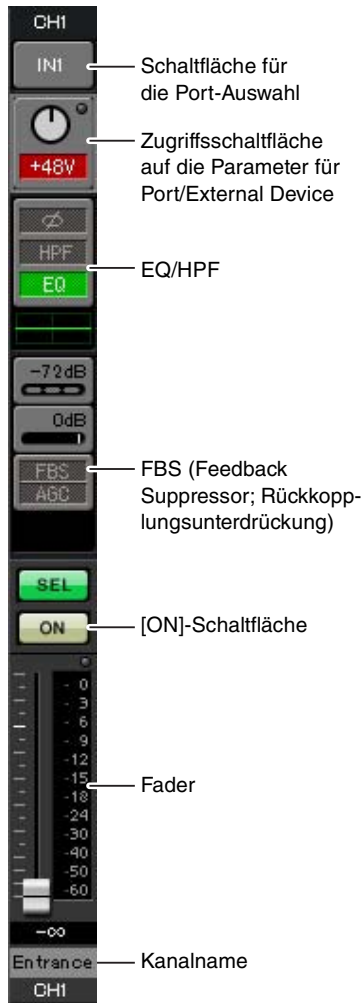 CH1
IN1
Schaltfläche für
die Port-Auswahl
Zugriffsschaltfläche
auf die Parameter für
Port/External Device
+48V
Ø
HPF
EQ
EQ/HPF
-72dB
0dB
FBS
AGC
FBS (Feedback
Suppressor; Rückkopp-
lungsunterdrückung)
SEL
ON
[ON]-Schaltfläche
0
3
6
9
-12
-15
-18
-24
-30
-40
-50
-60
Fader
-∞
Entrance
Kanalname
CH1